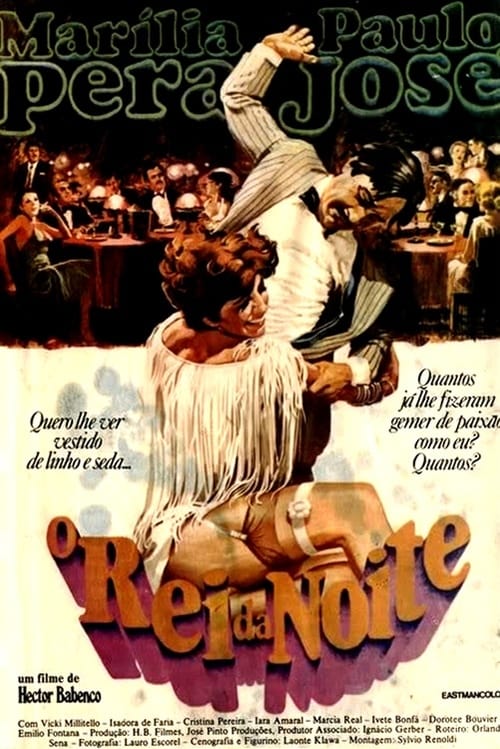 Marília Paulo
pera José
Quero lhe ver
vestido
de linho e seda...
Quantos
já lhe fizeram
gemer de paixão
como eu?
Quantos?
O Rei da Noite
um filme de
Hector Babenco
EASTMANCOLO
Com Vicki Millitello - Isadora de Faria - Cristina Pereira - Iara Amaral - Marcia Real - Ivete Bonfá - Dorotee Bouvier
Emilio Fontana - Produção: H.B. Filmes, José Pinto Produções, Produtor Associado: Ignácio Gerber - Roteiro: Orland
Sena - Fotografia: Lauro Escorel - Cenografia e Figurino: Laonte Klawa - Montagem: Sylvio Renoldi